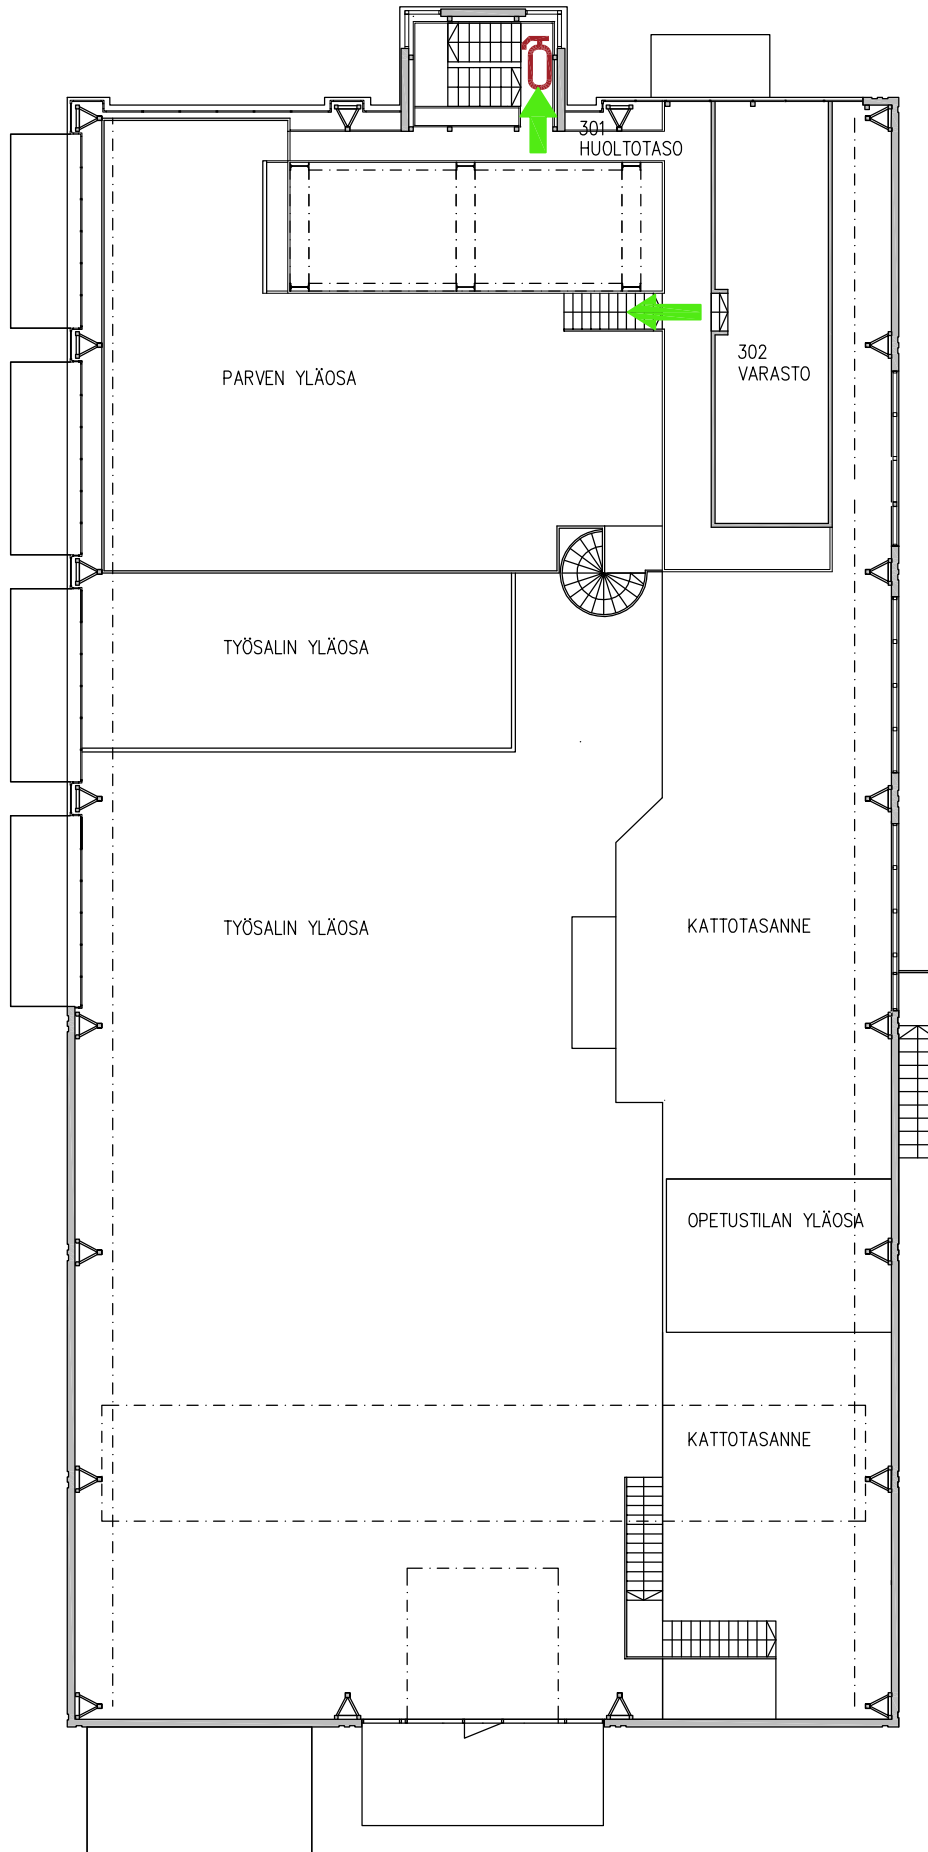 301
HUOLTOTASO
302
VARASTO
PARVEN YLÄOSA
TYÖSALIN YLÄOSA
TYÖSALIN YLÄOSA
KATTOTASANNE
OPETUSTILAN YLÄOSA
KATTOTASANNE